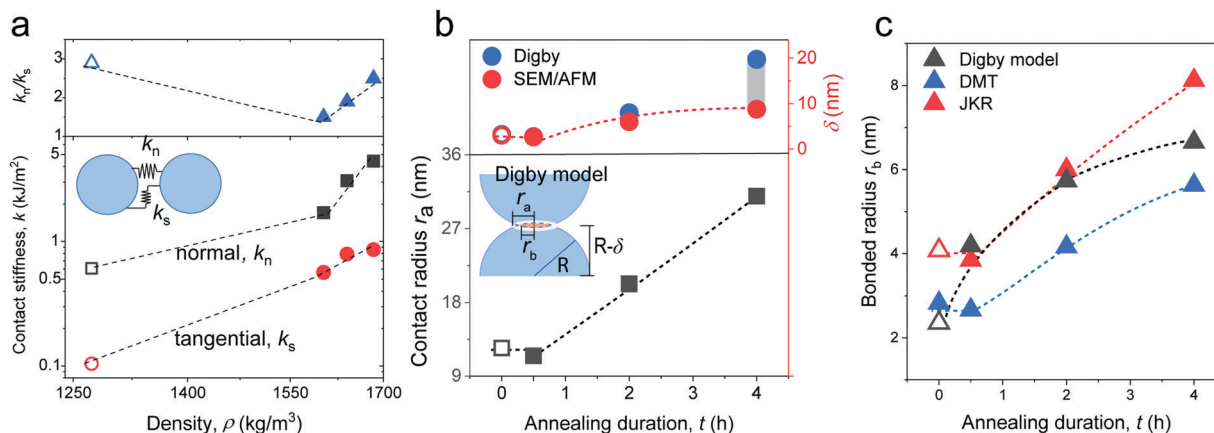 a
kn/ks
3
2
1
Contact stiffness, k (kJ/m²)
5
1
0.5
0.1
kn
ks
normal, kn
tangential, ks
1250
1400
1550
1700
Density, ρ (kg/m³)
b
Digby
SEM/AFM
20
10
0
δ (nm)
Contact radius ra (nm)
36
27
18
9
Digby model
ra
rb
R
R-δ
0
1
2
3
4
Annealing duration, t (h)
c
Bonded radius rb (nm)
8
6
4
2
Digby model
DMT
JKR
0
1
2
3
4
Annealing duration, t (h)